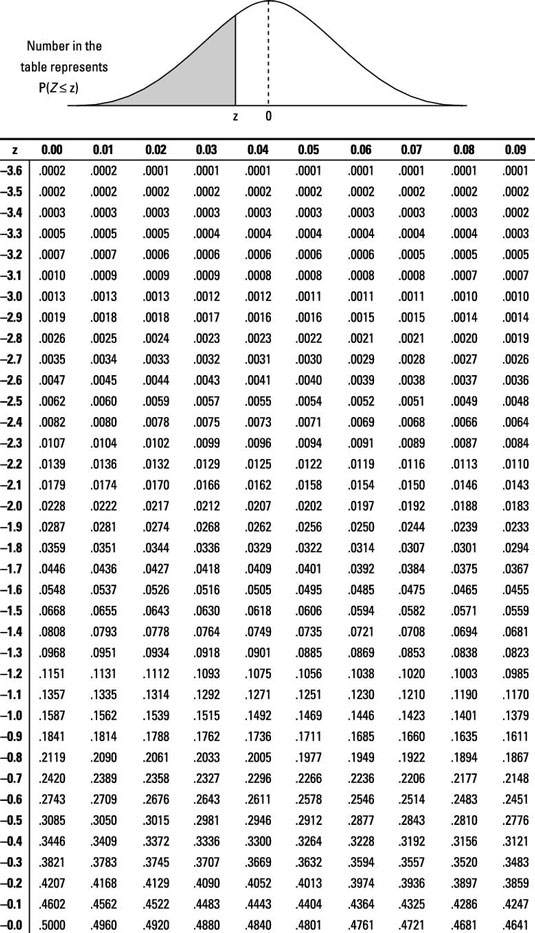 Number in the
table represents
P(Z ≤ z)
z 0
z 0.00 0.01 0.02 0.03 0.04 0.05 0.06 0.07 0.08 0.09
–3.6 .0002 .0002 .0001 .0001 .0001 .0001 .0001 .0001 .0001 .0001
–3.5 .0002 .0002 .0002 .0002 .0002 .0002 .0002 .0002 .0002 .0002
–3.4 .0003 .0003 .0003 .0003 .0003 .0003 .0003 .0003 .0003 .0002
–3.3 .0005 .0005 .0005 .0004 .0004 .0004 .0004 .0004 .0004 .0003
–3.2 .0007 .0007 .0006 .0006 .0006 .0006 .0006 .0005 .0005 .0005
–3.1 .0010 .0009 .0009 .0009 .0008 .0008 .0008 .0008 .0007 .0007
–3.0 .0013 .0013 .0013 .0012 .0012 .0011 .0011 .0011 .0010 .0010
–2.9 .0019 .0018 .0018 .0017 .0016 .0016 .0015 .0015 .0014 .0014
–2.8 .0026 .0025 .0024 .0023 .0023 .0022 .0021 .0021 .0020 .0019
–2.7 .0035 .0034 .0033 .0032 .0031 .0030 .0029 .0028 .0027 .0026
–2.6 .0047 .0045 .0044 .0043 .0041 .0040 .0039 .0038 .0037 .0036
–2.5 .0062 .0060 .0059 .0057 .0055 .0054 .0052 .0051 .0049 .0048
–2.4 .0082 .0080 .0078 .0075 .0073 .0071 .0069 .0068 .0066 .0064
–2.3 .0107 .0104 .0102 .0099 .0096 .0094 .0091 .0089 .0087 .0084
–2.2 .0139 .0136 .0132 .0129 .0125 .0122 .0119 .0116 .0113 .0110
–2.1 .0179 .0174 .0170 .0166 .0162 .0158 .0154 .0150 .0146 .0143
–2.0 .0228 .0222 .0217 .0212 .0207 .0202 .0197 .0192 .0188 .0183
–1.9 .0287 .0281 .0274 .0268 .0262 .0256 .0250 .0244 .0239 .0233
–1.8 .0359 .0351 .0344 .0336 .0329 .0322 .0314 .0307 .0301 .0294
–1.7 .0446 .0436 .0427 .0418 .0409 .0401 .0392 .0384 .0375 .0367
–1.6 .0548 .0537 .0526 .0516 .0505 .0495 .0485 .0475 .0465 .0455
–1.5 .0668 .0655 .0643 .0630 .0618 .0606 .0594 .0582 .0571 .0559
–1.4 .0808 .0793 .0778 .0764 .0749 .0735 .0721 .0708 .0694 .0681
–1.3 .0968 .0951 .0934 .0918 .0901 .0885 .0869 .0853 .0838 .0823
–1.2 .1151 .1131 .1112 .1093 .1075 .1056 .1038 .1020 .1003 .0985
–1.1 .1357 .1335 .1314 .1292 .1271 .1251 .1230 .1210 .1190 .1170
–1.0 .1587 .1562 .1539 .1515 .1492 .1469 .1446 .1423 .1401 .1379
–0.9 .1841 .1814 .1788 .1762 .1736 .1711 .1685 .1660 .1635 .1611
–0.8 .2119 .2090 .2061 .2033 .2005 .1977 .1949 .1922 .1894 .1867
–0.7 .2420 .2389 .2358 .2327 .2296 .2266 .2236 .2206 .2177 .2148
–0.6 .2743 .2709 .2676 .2643 .2611 .2578 .2546 .2514 .2483 .2451
–0.5 .3085 .3050 .3015 .2981 .2946 .2912 .2877 .2843 .2810 .2776
–0.4 .3446 .3409 .3372 .3336 .3300 .3264 .3228 .3192 .3156 .3121
–0.3 .3821 .3783 .3745 .3707 .3669 .3632 .3594 .3557 .3520 .3483
–0.2 .4207 .4168 .4129 .4090 .4052 .4013 .3974 .3936 .3897 .3859
–0.1 .4602 .4562 .4522 .4483 .4443 .4404 .4364 .4325 .4286 .4247
–0.0 .5000 .4960 .4920 .4880 .4840 .4801 .4761 .4721 .4681 .4641